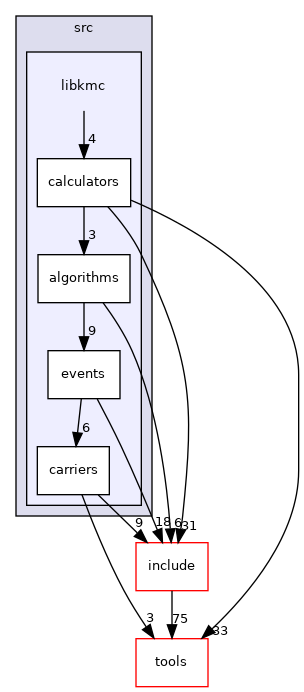 src
libkmc
4
calculators
3
algorithms
9
events
6
carriers
9
18
6
31
include
3
75
33
tools